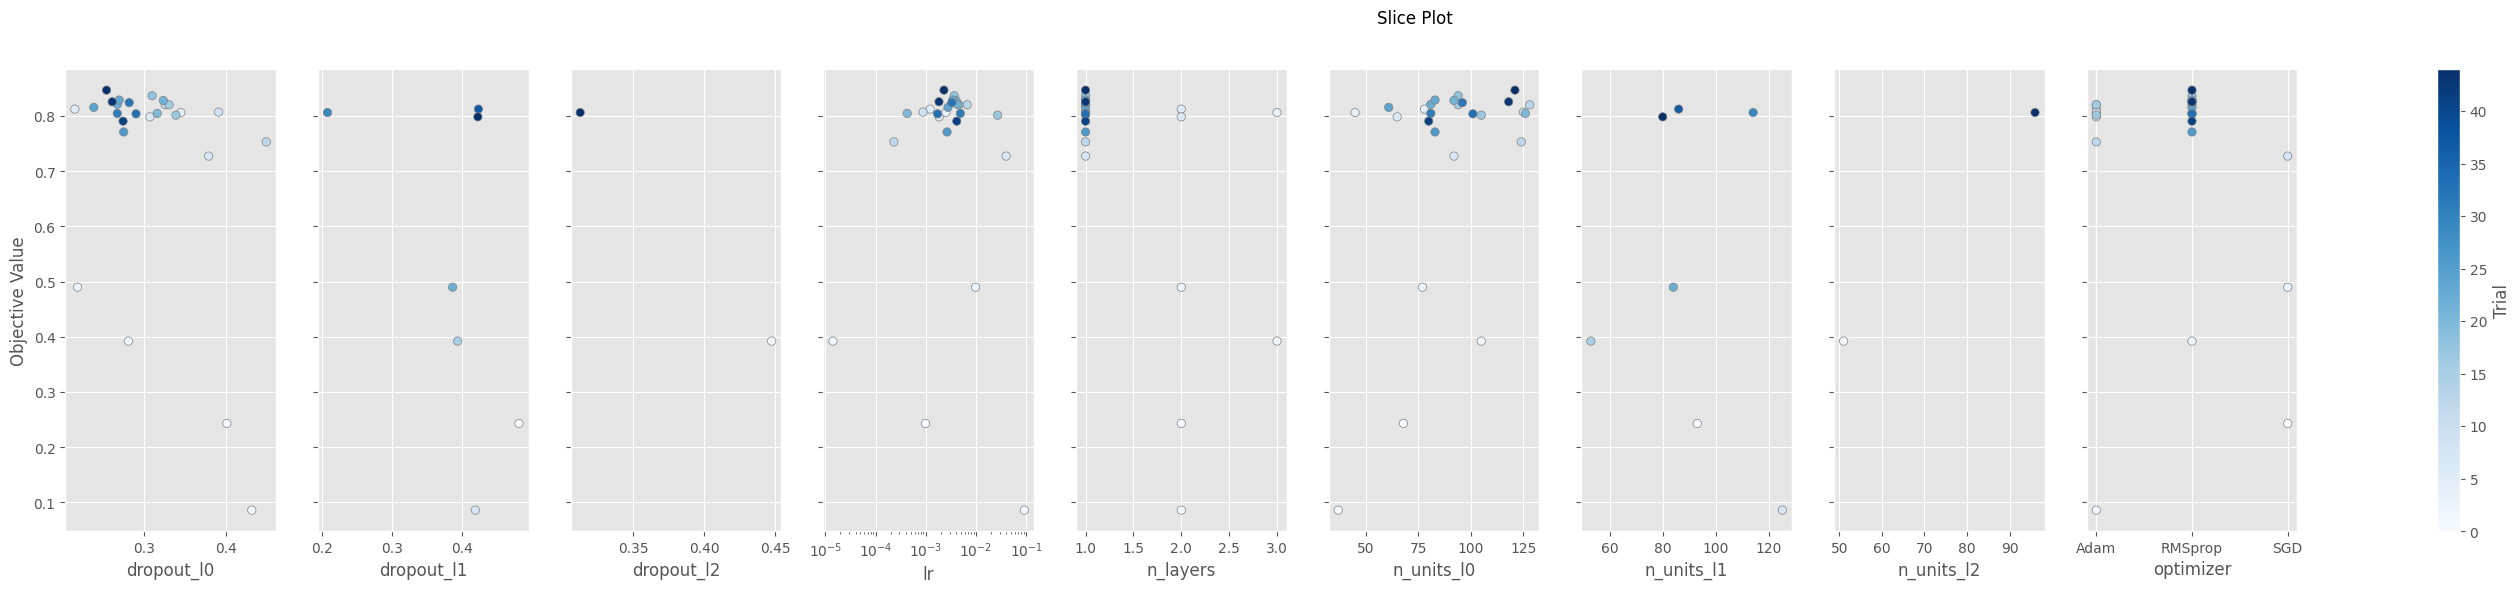 Slice Plot
Objective Value
0.8
0.7
0.6
0.5
0.4
0.3
0.2
0.1
0.3 0.4
dropout_l0
0.2 0.3 0.4
dropout_l1
0.35 0.40 0.45
dropout_l2
10⁻⁵ 10⁻⁴ 10⁻³ 10⁻² 10⁻¹
lr
1.0 1.5 2.0 2.5 3.0
n_layers
50 75 100 125
n_units_l0
60 80 100 120
n_units_l1
50 60 70 80 90
n_units_l2
Adam RMSprop SGD
optimizer
40
35
30
25
20
15
10
5
0
Trial